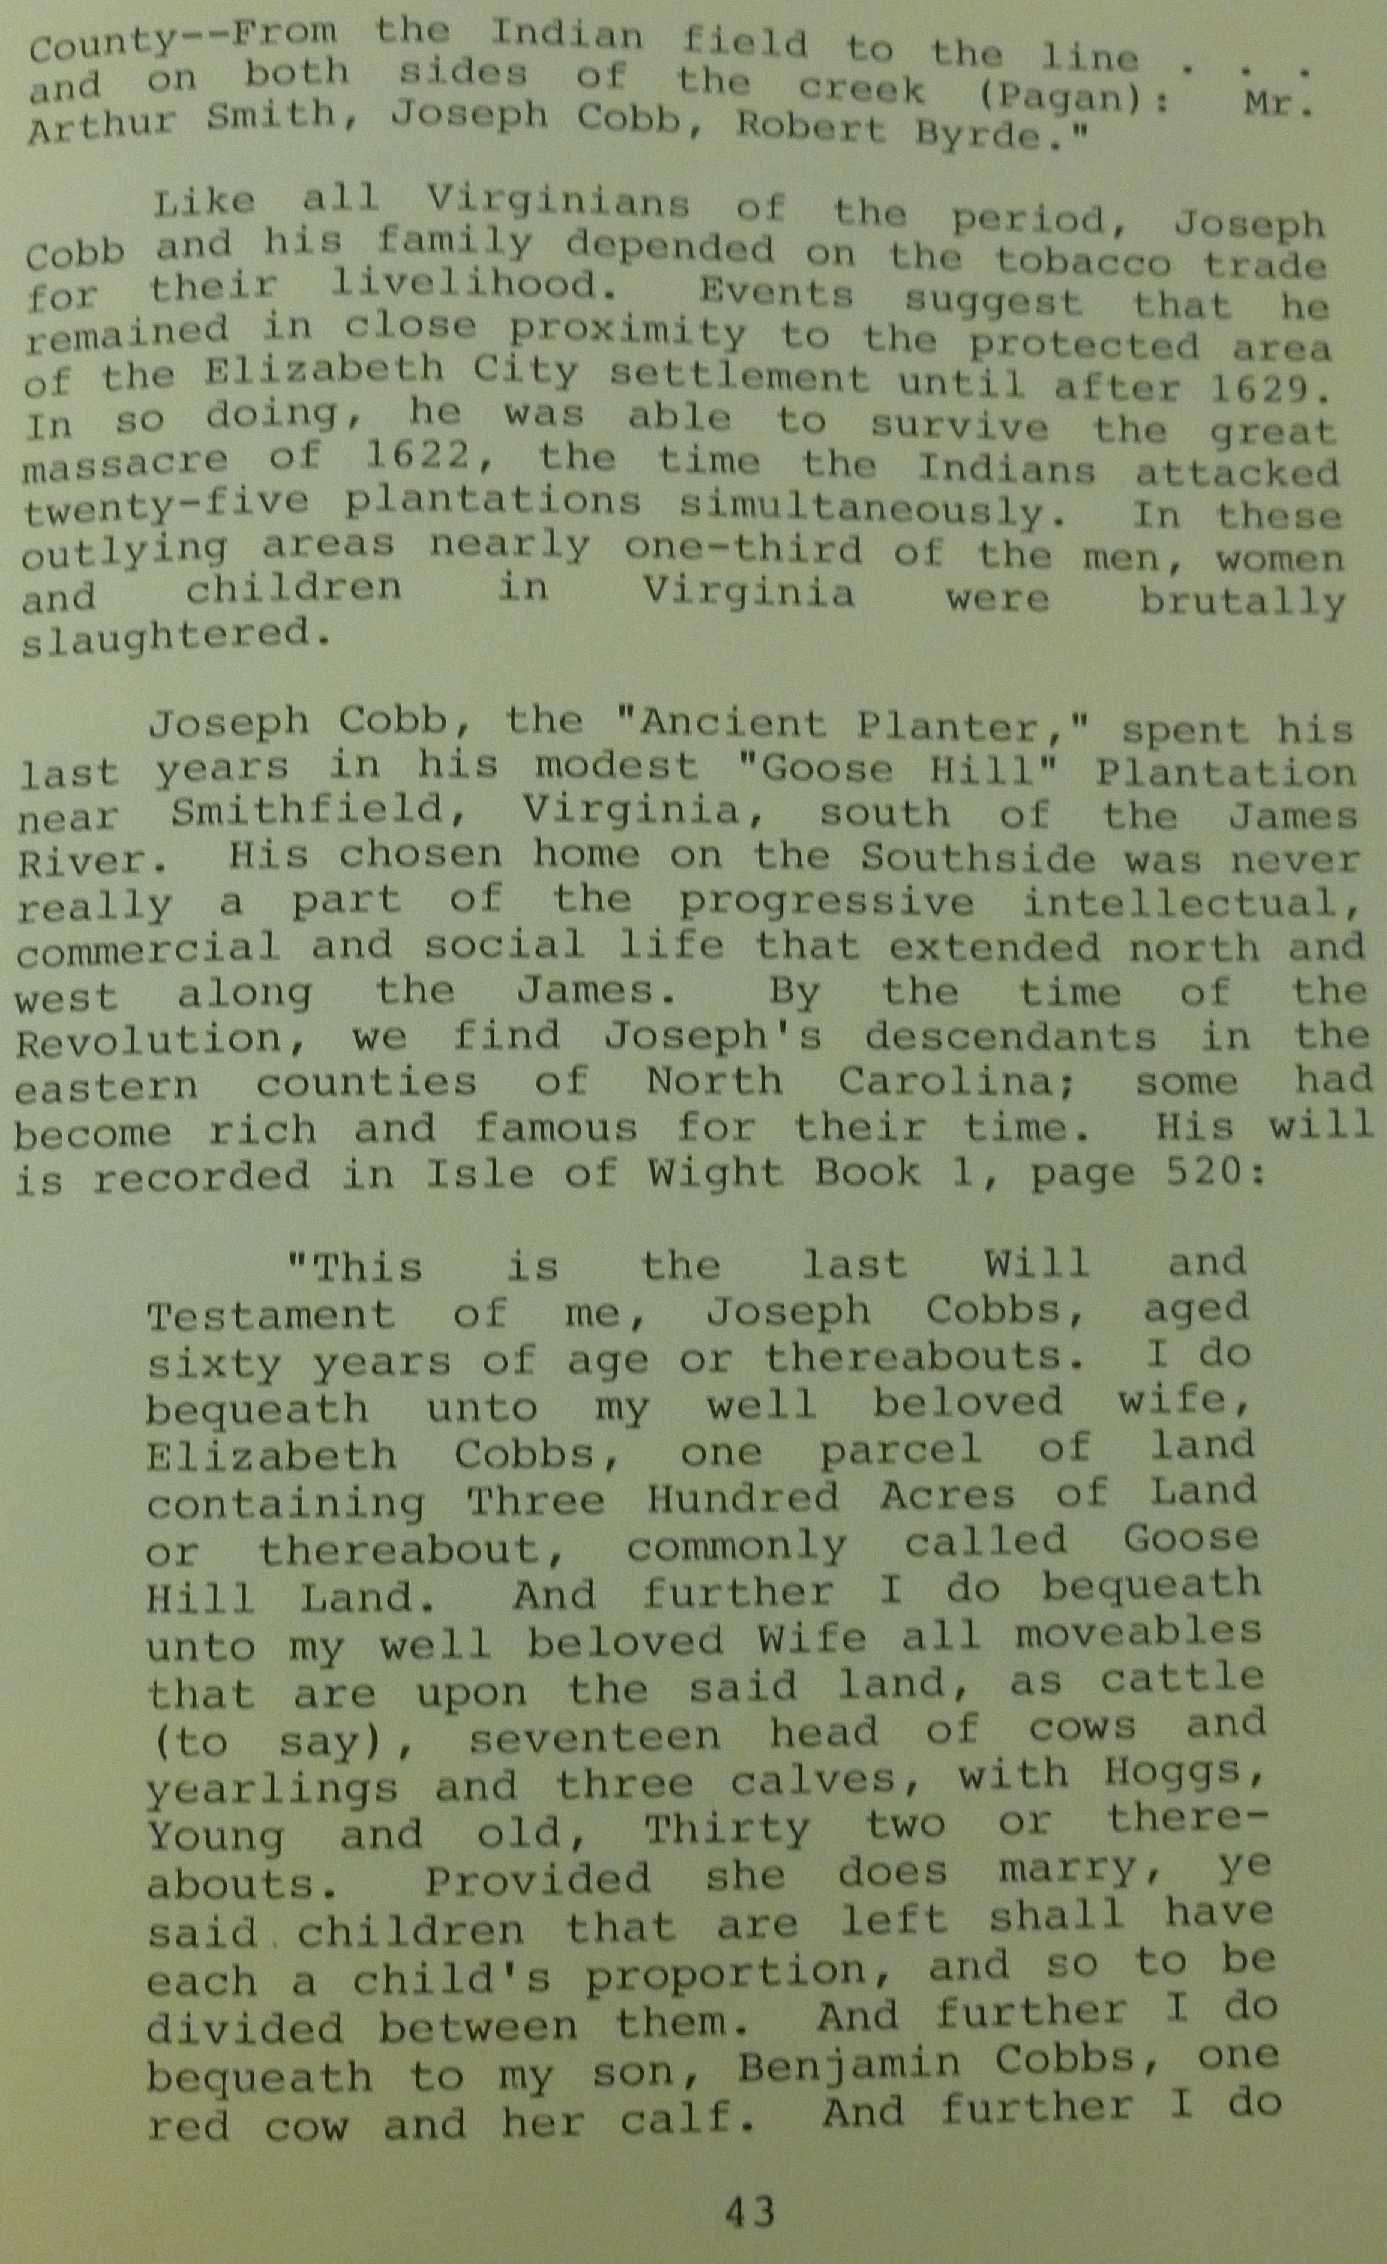 County--From the Indian field to the line . . .
and on both sides of the creek (Pagan): Mr.
Arthur Smith, Joseph Cobb, Robert Byrde."
Like all Virginians of the period, Joseph
Cobb and his family depended on the tobacco trade
for their livelihood. Events suggest that he
remained in close proximity to the protected area
of the Elizabeth City settlement until after 1629.
In so doing, he was able to survive the great
massacre of 1622, the time the Indians attacked
twenty-five plantations simultaneously. In these
outlying areas nearly one-third of the men, women
and children in Virginia were brutally
slaughtered.
Joseph Cobb, the "Ancient Planter," spent his
last years in his modest "Goose Hill" Plantation
near Smithfield, Virginia, south of the James
River. His chosen home on the Southside was never
really a part of the progressive intellectual,
commercial and social life that extended north and
west along the James. By the time of the
Revolution, we find Joseph's descendants in the
eastern counties of North Carolina; some had
become rich and famous for their time. His will
is recorded in Isle of Wight Book 1, page 520:
"This is the last Will and
Testament of me, Joseph Cobbs, aged
sixty years of age or thereabouts. I do
bequeath unto my well beloved wife,
Elizabeth Cobbs, one parcel of land
containing Three Hundred Acres of Land
or thereabout, commonly called Goose
Hill Land. And further I do bequeath
unto my well beloved Wife all moveables
that are upon the said land, as cattle
(to say), seventeen head of cows and
yearlings and three calves, with Hoggs,
Young and old, Thirty two or there-
abouts. Provided she does marry, ye
said children that are left shall have
each a child's proportion, and so to be
divided between them. And further I do
bequeath to my son, Benjamin Cobbs, one
red cow and her calf. And further I do
43